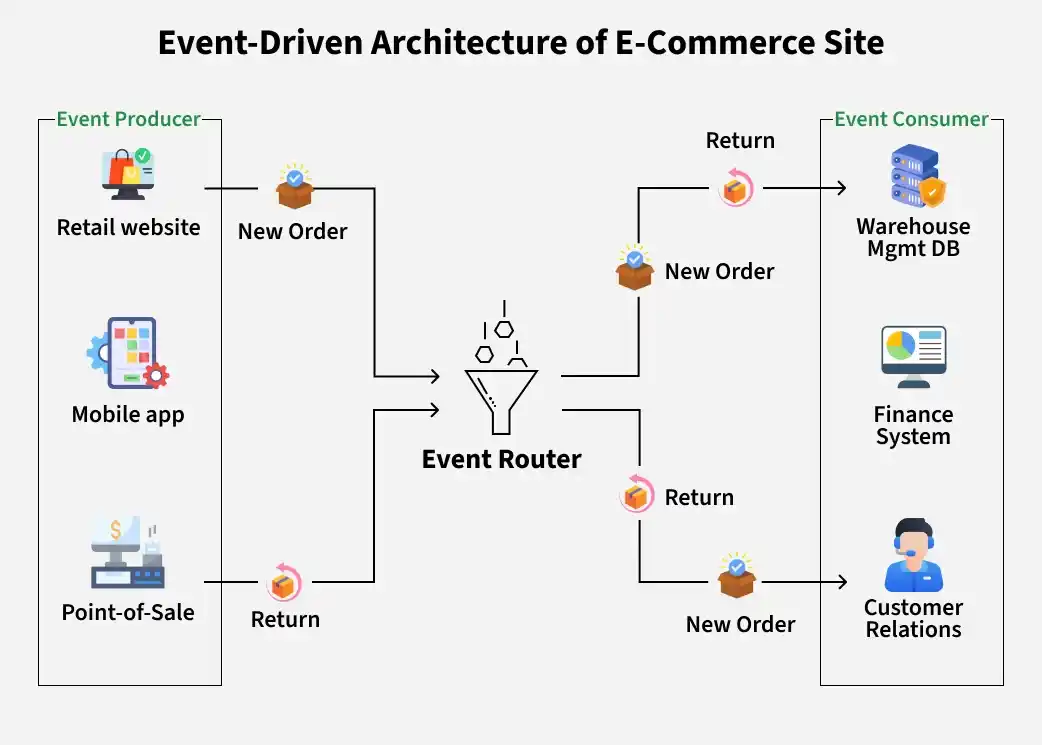 Event-Driven Architecture of E-Commerce Site
Event Producer
Retail website
New Order
Mobile app
Point-of-Sale
Return
Event Router
Return
New Order
Return
New Order
Event Consumer
Warehouse
Mgmt DB
Finance
System
Customer
Relations
$